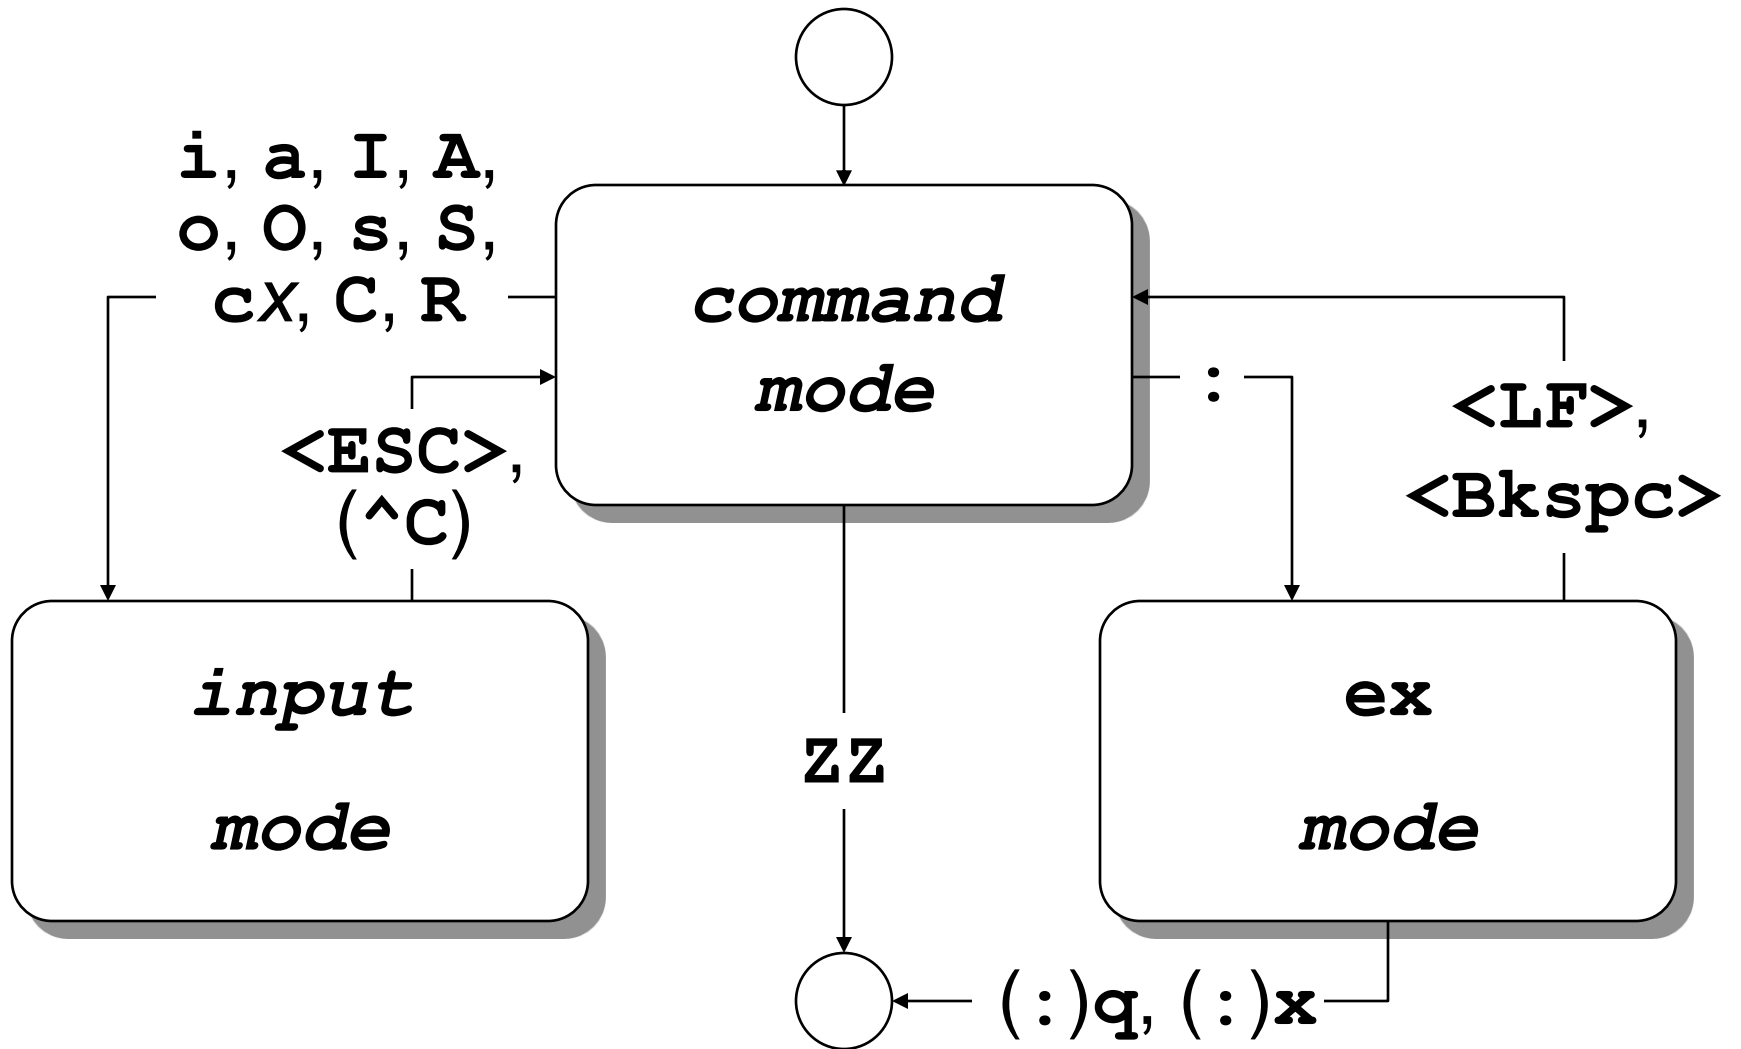 i, a, I, A,
o, O, s, S,
cx, C, R
command
mode
:
<LF>,
<Bkspc>
<ESC>,
(^C)
input
mode
ex
mode
ZZ
(:)q, (:)x